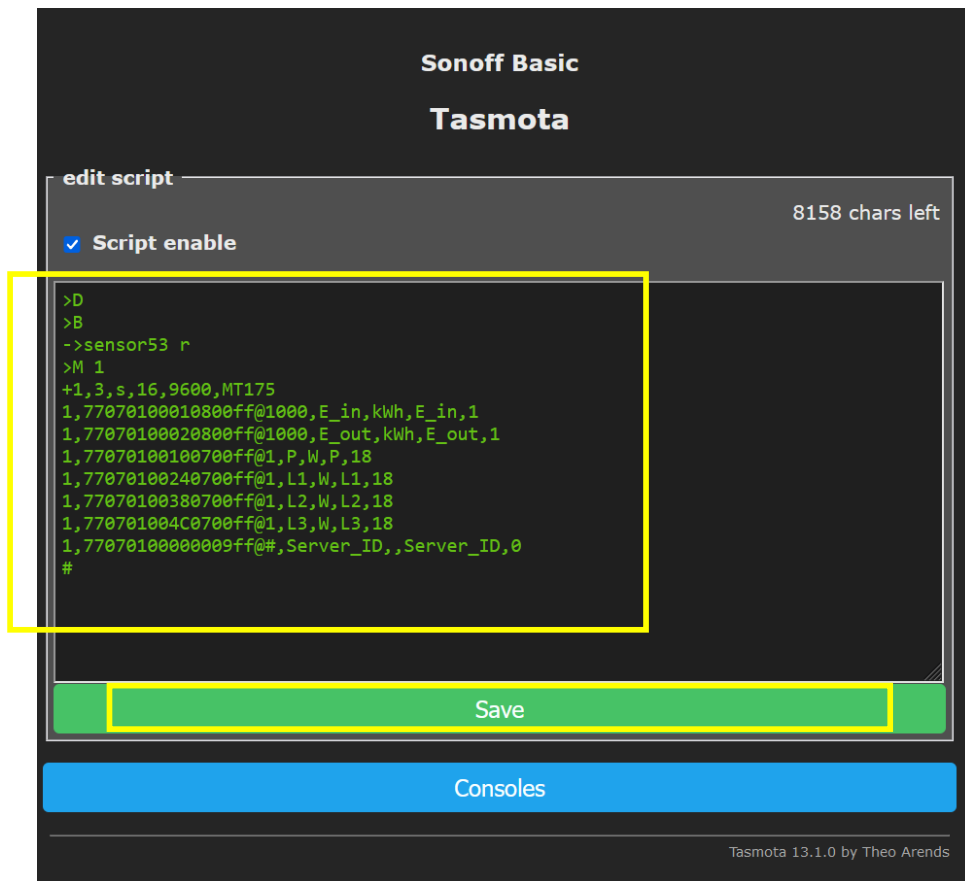 Sonoff Basic
Tasmota
edit script
8158 chars left
Script enable
>D
>B
->sensor53 r
>M 1
+1,3,s,16,9600,MT175
1,77070100010800ff@1000,E_in,kWh,E_in,1
1,77070100020800ff@1000,E_out,kWh,E_out,1
1,77070100100700ff@1,P,W,P,18
1,77070100240700ff@1,L1,W,L1,18
1,77070100380700ff@1,L2,W,L2,18
1,770701004C0700ff@1,L3,W,L3,18
1,77070100000009ff@#,Server_ID,,Server_ID,0
#
Save
Consoles
Tasmota 13.1.0 by Theo Arends